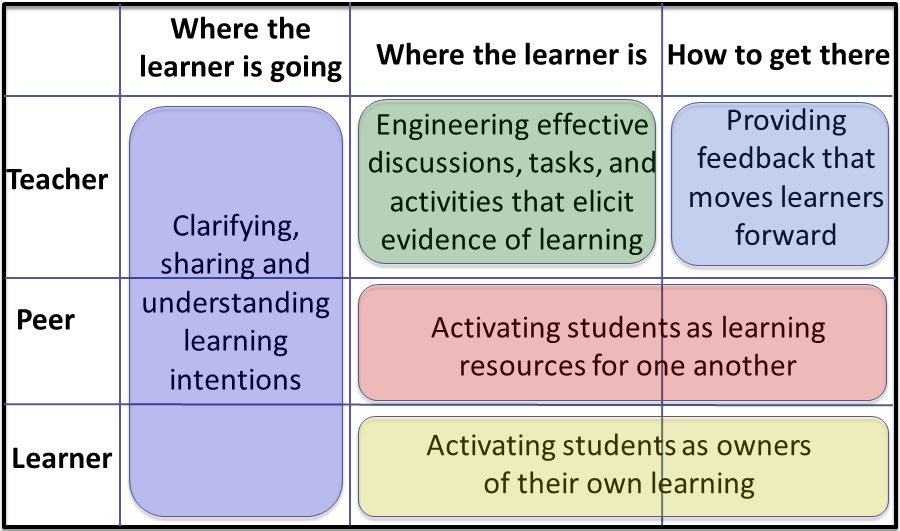 Where the
learner is going
Where the learner is
How to get there
Teacher
Clarifying,
sharing and
understanding
learning
intentions
Engineering effective
discussions, tasks, and
activities that elicit
evidence of learning
Providing
feedback that
moves learners
forward
Peer
Activating students as learning
resources for one another
Learner
Activating students as owners
of their own learning